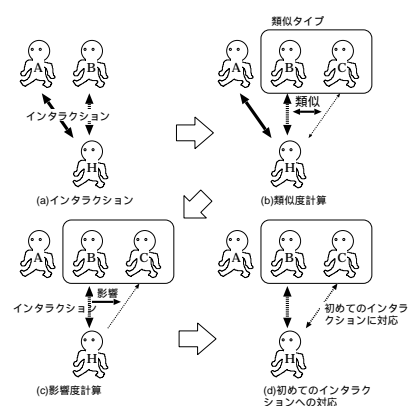 類似タイプ
A
B
A
B
C
インタラクション
類似
H
H
(a)インタラクション
(b)類似度計算
A
B
C
A
B
C
影響
インタラクション
初めてのインタラ
クションに対応
H
H
(c)影響度計算
(d)初めてのインタラク
ションへの対応